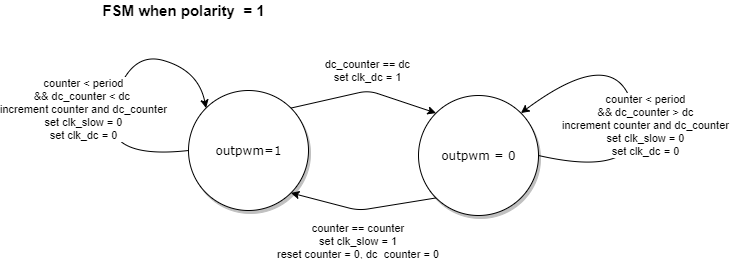 FSM when polarity = 1
dc_counter == dc
set clk_dc = 1
counter < period
&& dc_counter < dc
increment counter and dc_counter
set clk_slow = 0
set clk_dc = 0
counter < period
&& dc_counter > dc
increment counter and dc_counter
set clk_slow = 0
set clk_dc = 0
outpwm=1
outpwm = 0
counter == counter
set clk_slow = 1
reset counter = 0, dc_counter = 0